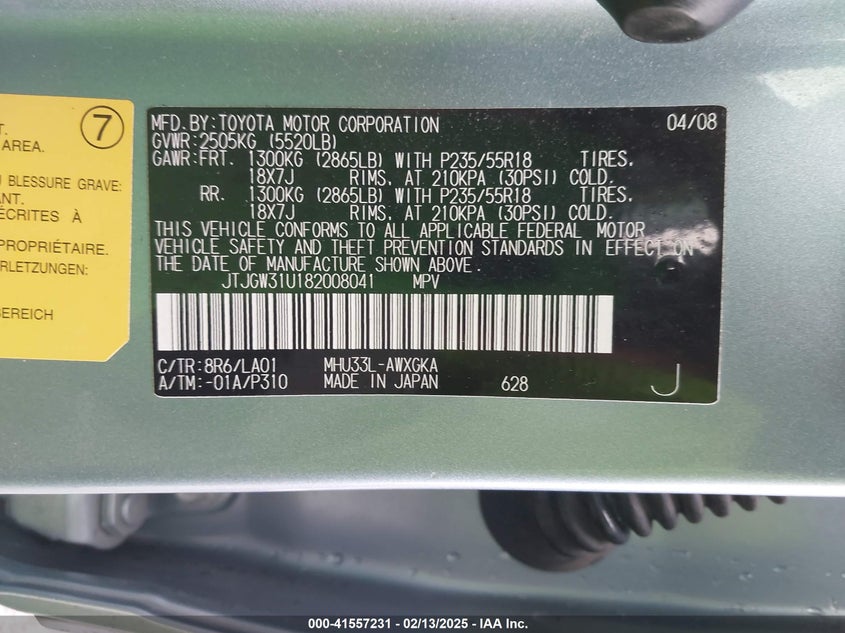 7
T.
AREA.
U BLESSURE GRAVE:
ANT.
ÉCRITES À
PROPRIÉTAIRE.
ERLETZUNGEN:
BEREICH
MFD.BY:TOYOTA MOTOR CORPORATION 04/08
GVWR:2505KG (5520LB)
GAWR:FRT. 1300KG (2865LB) WITH P235/55R18 TIRES.
18X7J RIMS. AT 210KPA (30PSI) COLD.
RR. 1300KG (2865LB) WITH P235/55R18 TIRES.
18X7J RIMS. AT 210KPA (30PSI) COLD.
THIS VEHICLE CONFORMS TO ALL APPLICABLE FEDERAL MOTOR
VEHICLE SAFETY AND THEFT PREVENTION STANDARDS IN EFFECT ON
THE DATE OF MANUFACTURE SHOWN ABOVE.
JTJGW31U182008041 MPV
C/TR:8R6/LA01 MHU33L-AWXGKA
A/TM:-01A/P310 MADE IN JAPAN 628 J
000-41557231 - 02/13/2025 - IAA Inc.